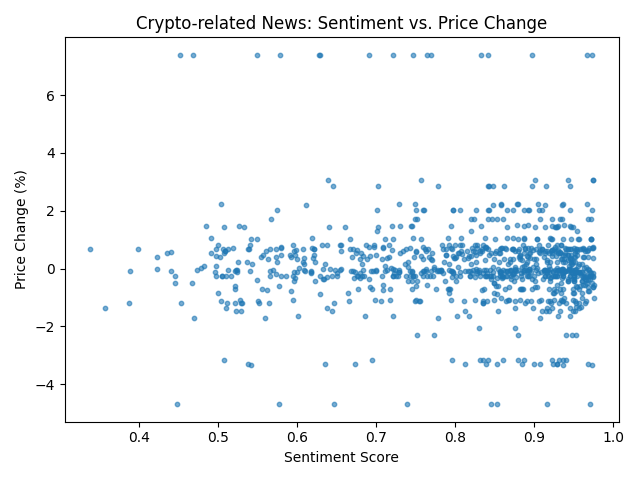 Crypto-related News: Sentiment vs. Price Change
Price Change (%)
6
4
2
0
−2
−4
0.4 0.5 0.6 0.7 0.8 0.9 1.0
Sentiment Score